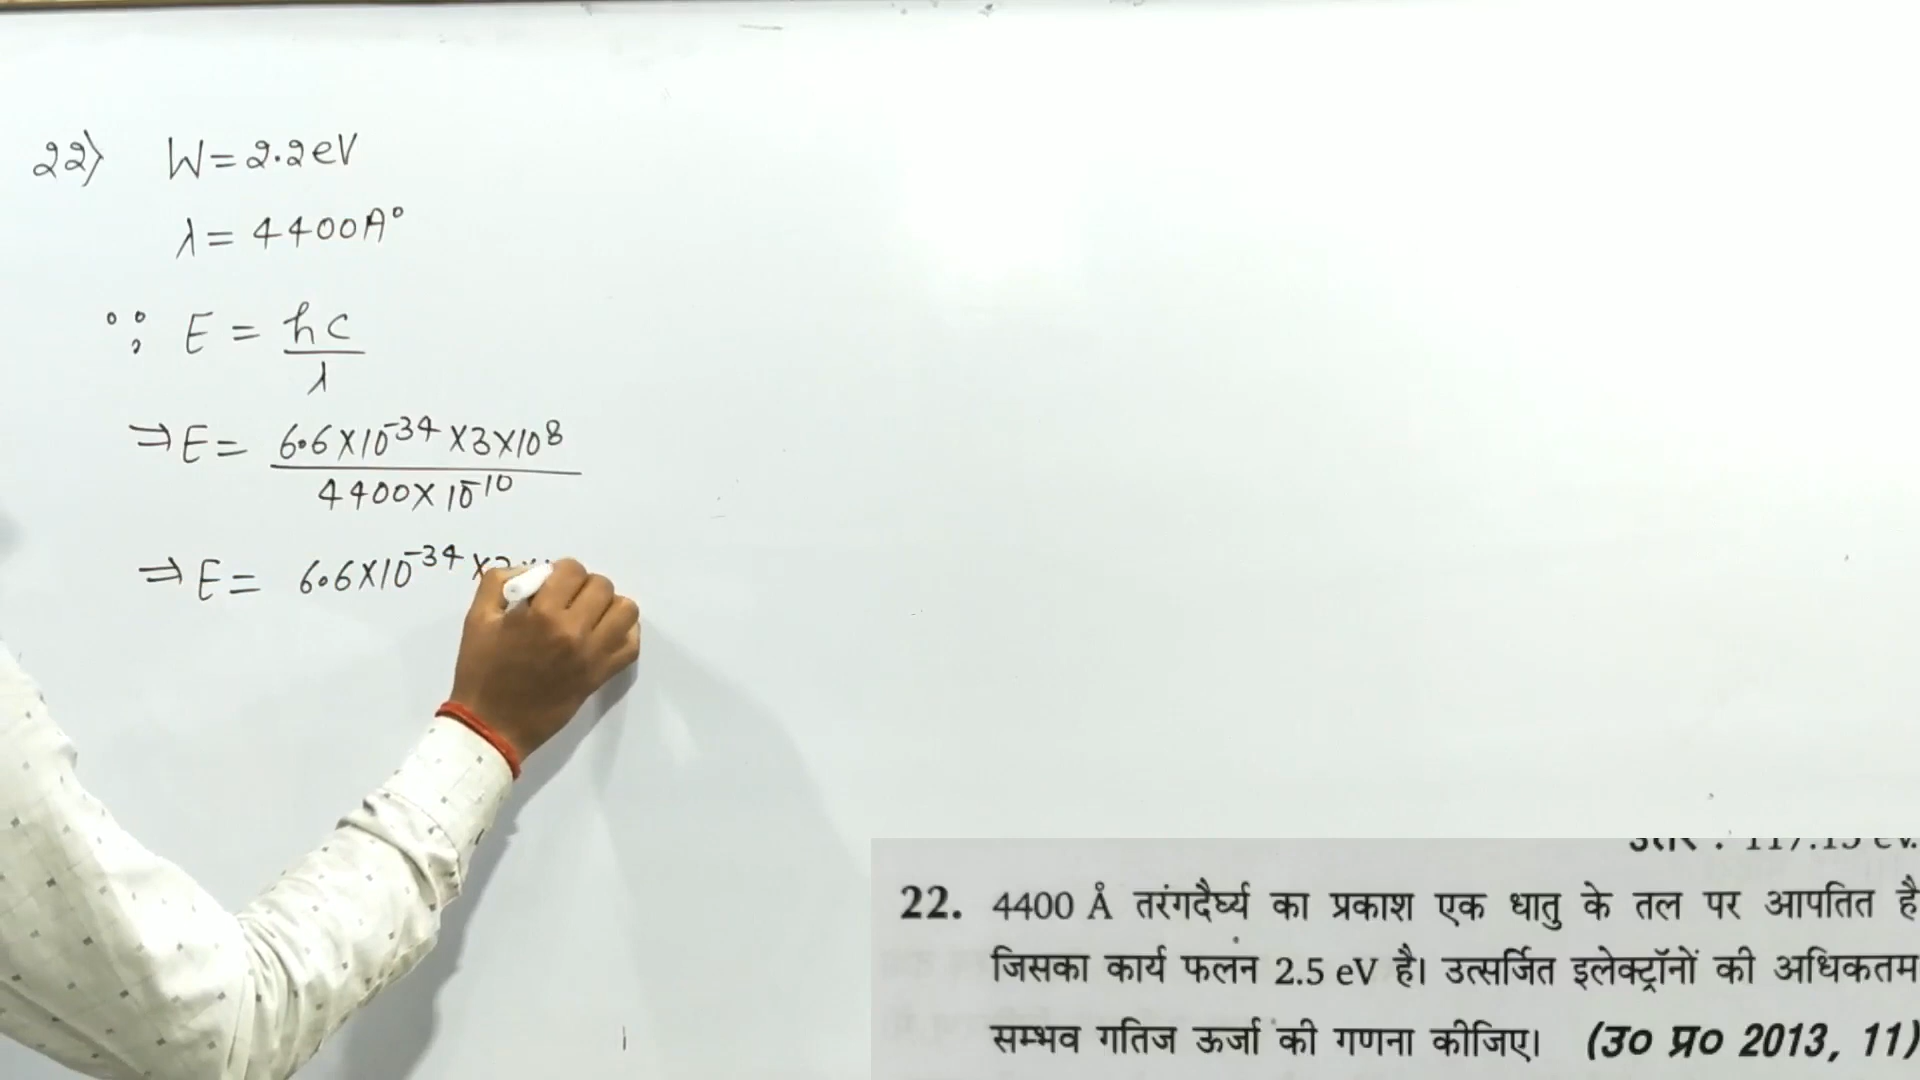 22) W=2.2eV
λ= 4400A°
∵ E = hc/λ
⇒E= 6.6×10⁻³⁴×3×10⁸/4400×10⁻¹⁰
⇒E= 6.6×10⁻³⁴×
22. 4400 Å तरंगदैर्घ्य का प्रकाश एक धातु के तल पर आपतित है
जिसका कार्य फलन 2.5 eV है। उत्सर्जित इलेक्ट्रॉनों की अधिकतम
सम्भव गतिज ऊर्जा की गणना कीजिए। (उ० प्र० 2013, 11)